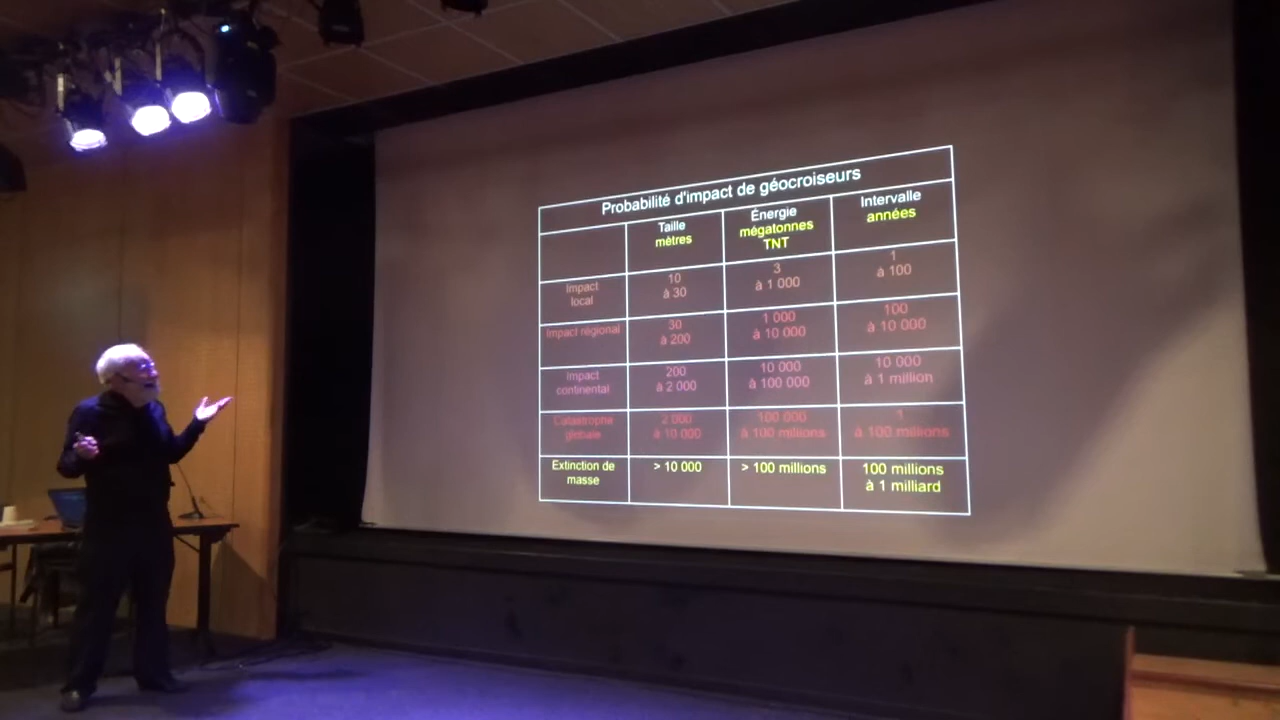 Probabilité d'impact de géocroiseurs
Taille
mètres
Énergie
mégatonnes
TNT
Intervalle
années
Impact
local
10
à 30
3
à 1 000
1
à 100
Impact régional
30
à 200
1 000
à 10 000
100
à 10 000
Impact
continental
200
à 2 000
10 000
à 100 000
10 000
à 1 million
Catastrophe
globale
2 000
à 10 000
100 000
à 100 millions
1
à 100 millions
Extinction de
masse
> 10 000
> 100 millions
100 millions
à 1 milliard